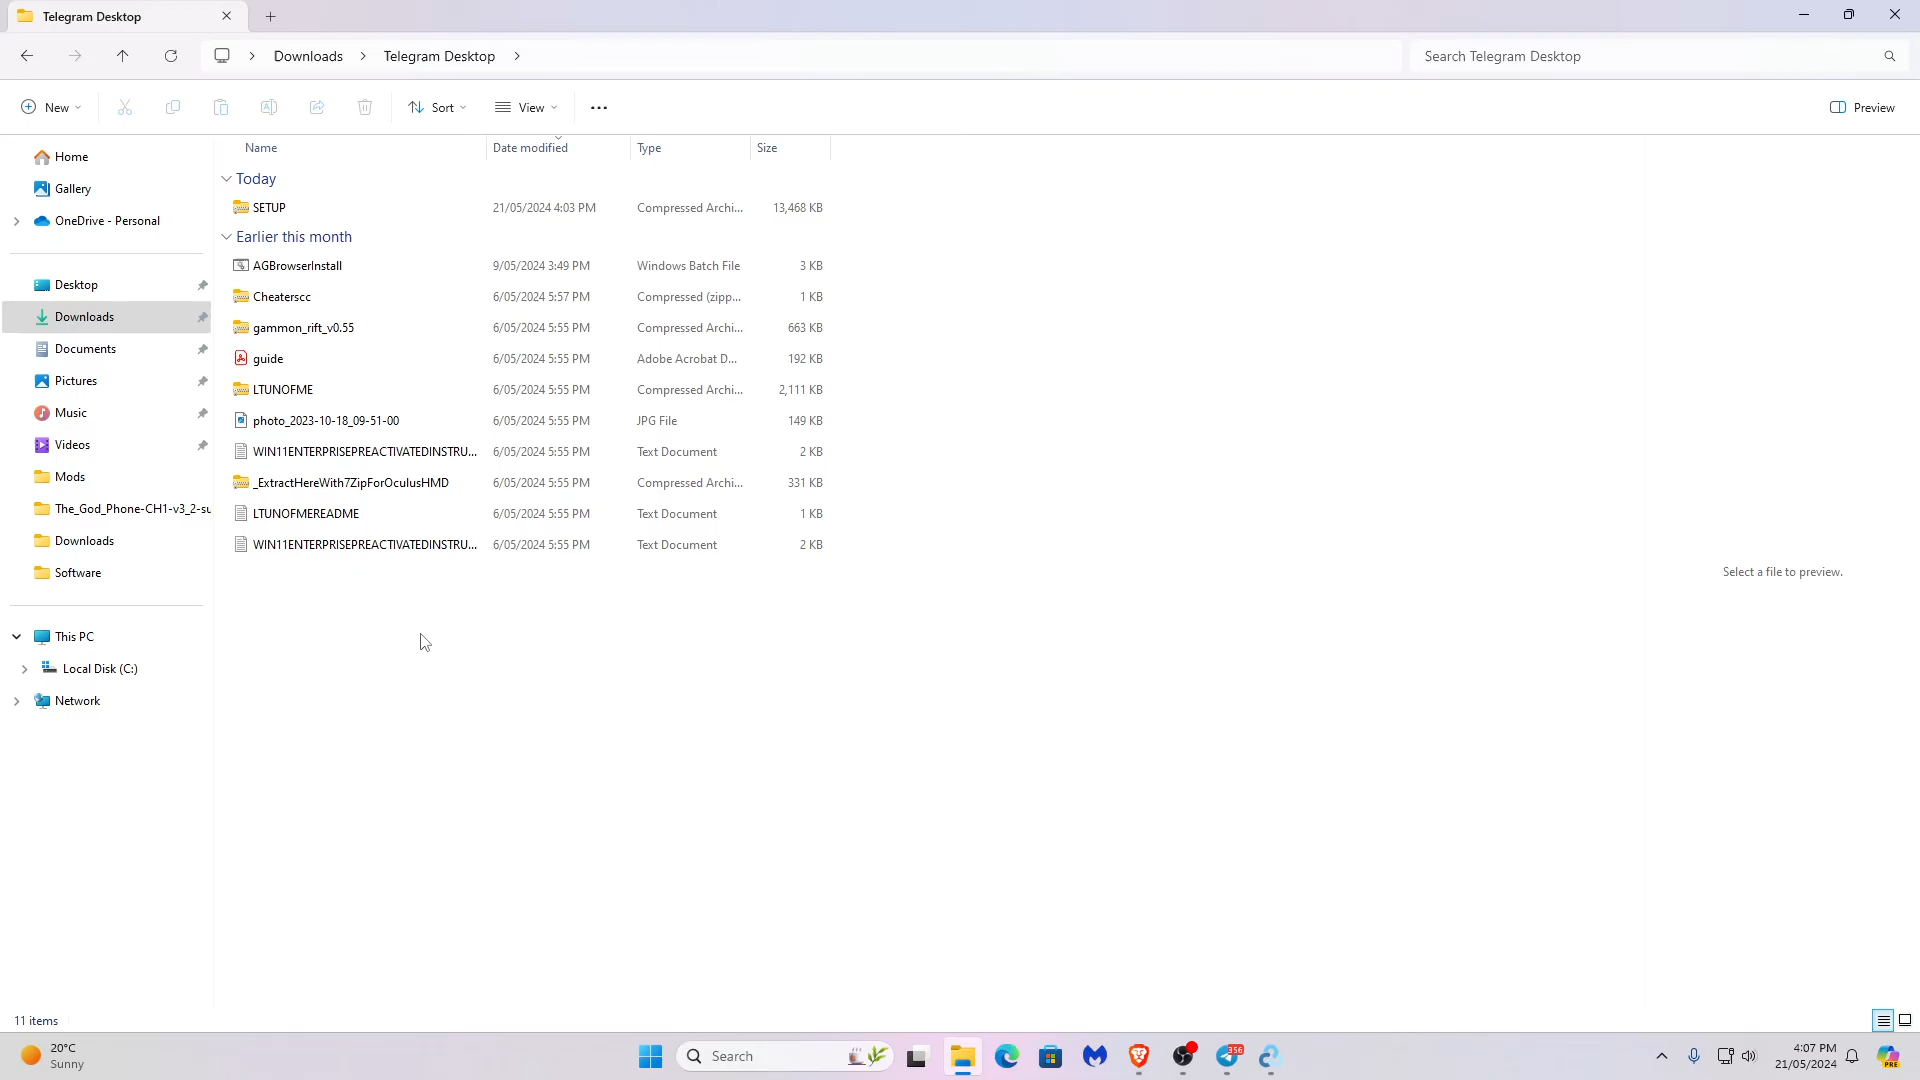 Telegram Desktop
Downloads Telegram Desktop
Search Telegram Desktop
New Sort View Preview
Name Date modified Type Size
Home
Gallery
OneDrive - Personal
Desktop
Downloads
Documents
Pictures
Music
Videos
Mods
The_God_Phone-CH1-v3_2-su
Downloads
Software
This PC
Local Disk (C:)
Network
Today
SETUP 21/05/2024 4:03 PM Compressed Archi... 13,468 KB
Earlier this month
AGBrowserInstall 9/05/2024 3:49 PM Windows Batch File 3 KB
Cheaterscc 6/05/2024 5:57 PM Compressed (zipp... 1 KB
gammon_rift_v0.55 6/05/2024 5:55 PM Compressed Archi... 663 KB
guide 6/05/2024 5:55 PM Adobe Acrobat D... 192 KB
LTUNOFME 6/05/2024 5:55 PM Compressed Archi... 2,111 KB
photo_2023-10-18_09-51-00 6/05/2024 5:55 PM JPG File 149 KB
WIN11ENTERPRISEPREACTIVATEDINSTRU... 6/05/2024 5:55 PM Text Document 2 KB
_ExtractHereWith7ZipForOculusHMD 6/05/2024 5:55 PM Compressed Archi... 331 KB
LTUNOFMEREADME 6/05/2024 5:55 PM Text Document 1 KB
WIN11ENTERPRISEPREACTIVATEDINSTRU... 6/05/2024 5:55 PM Text Document 2 KB
Select a file to preview.
11 items
20°C
Sunny
Search
356
4:07 PM
21/05/2024
PRE